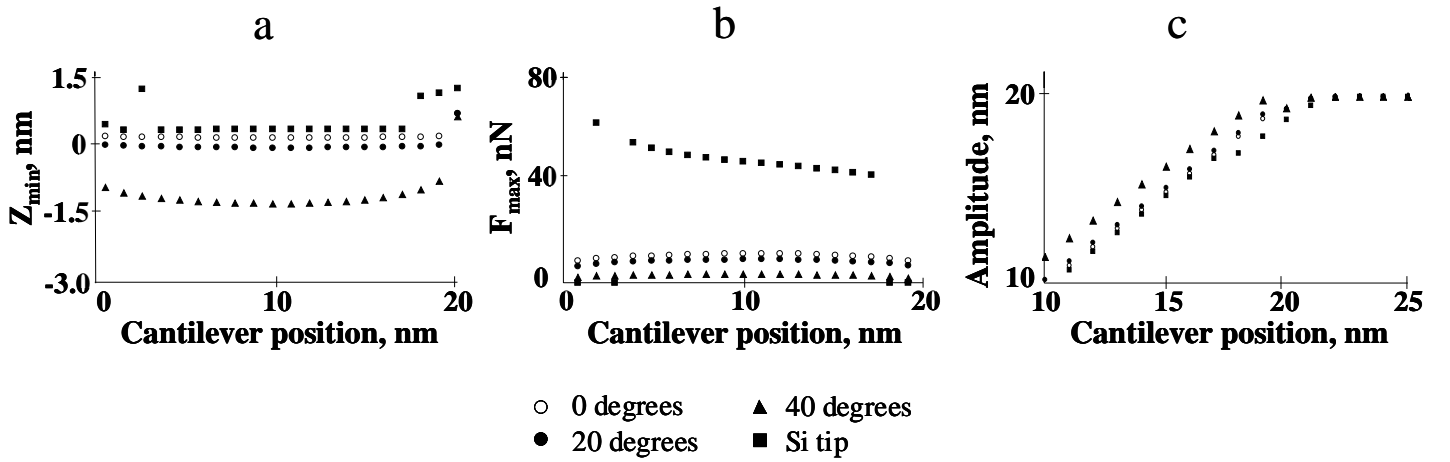 a
b
c
Z_min, nm
1.5
0
-1.5
-3.0
0
10
20
Cantilever position, nm
F_max, nN
80
40
0
0
10
20
Cantilever position, nm
Amplitude, nm
20
10
10
15
20
25
Cantilever position, nm
0 degrees
40 degrees
20 degrees
Si tip